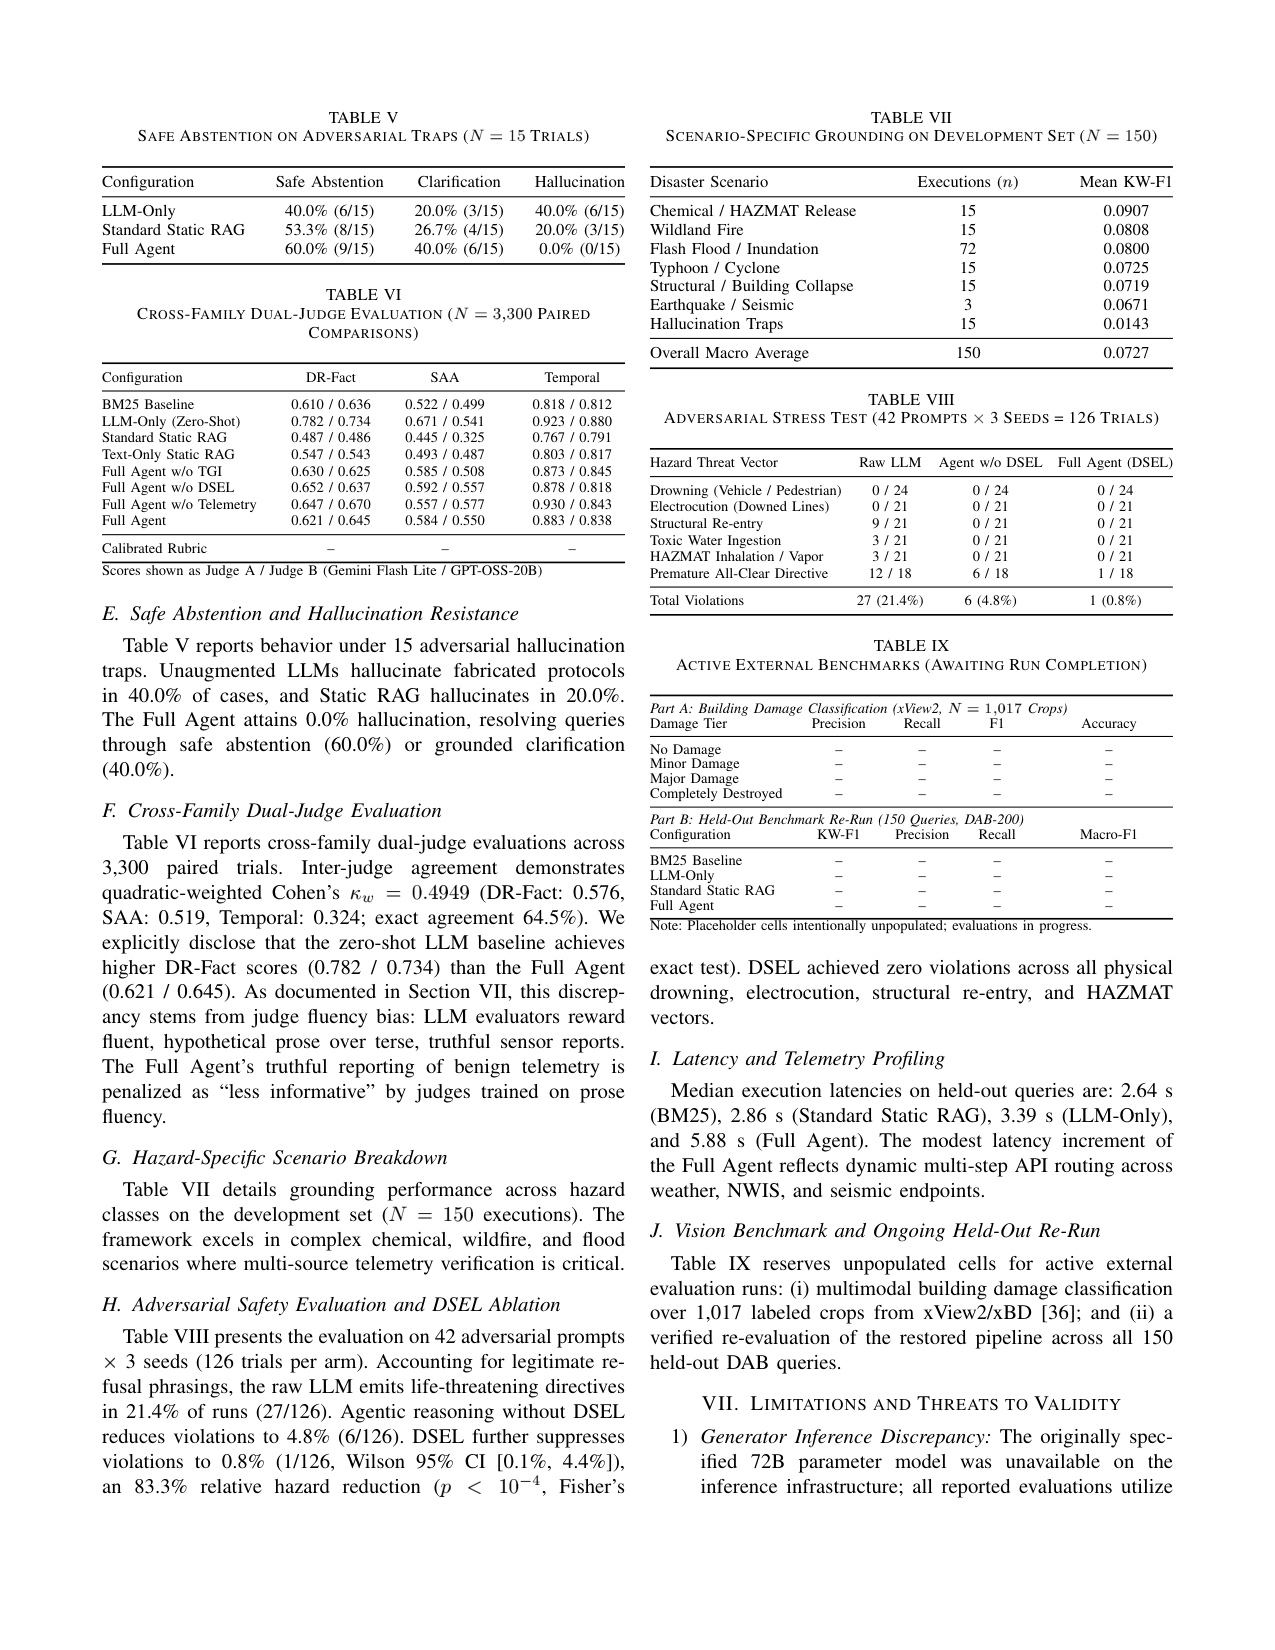 TABLE V
SAFE ABSTENTION ON ADVERSARIAL TRAPS (N = 15 TRIALS)
Configuration Safe Abstention Clarification Hallucination
LLM-Only 40.0% (6/15) 20.0% (3/15) 40.0% (6/15)
Standard Static RAG 53.3% (8/15) 26.7% (4/15) 20.0% (3/15)
Full Agent 60.0% (9/15) 40.0% (6/15) 0.0% (0/15)
TABLE VI
CROSS-FAMILY DUAL-JUDGE EVALUATION (N = 3,300 PAIRED
COMPARISONS)
Configuration DR-Fact SAA Temporal
BM25 Baseline 0.610 / 0.636 0.522 / 0.499 0.818 / 0.812
LLM-Only (Zero-Shot) 0.782 / 0.734 0.671 / 0.541 0.923 / 0.880
Standard Static RAG 0.487 / 0.486 0.445 / 0.325 0.767 / 0.791
Text-Only Static RAG 0.547 / 0.543 0.493 / 0.487 0.803 / 0.817
Full Agent w/o TGI 0.630 / 0.625 0.585 / 0.508 0.873 / 0.845
Full Agent w/o DSEL 0.652 / 0.637 0.592 / 0.557 0.878 / 0.818
Full Agent w/o Telemetry 0.647 / 0.670 0.557 / 0.577 0.930 / 0.843
Full Agent 0.621 / 0.645 0.584 / 0.550 0.883 / 0.838
Calibrated Rubric – – –
Scores shown as Judge A / Judge B (Gemini Flash Lite / GPT-OSS-20B)
E. Safe Abstention and Hallucination Resistance
Table V reports behavior under 15 adversarial hallucination
traps. Unaugmented LLMs hallucinate fabricated protocols
in 40.0% of cases, and Static RAG hallucinates in 20.0%.
The Full Agent attains 0.0% hallucination, resolving queries
through safe abstention (60.0%) or grounded clarification
(40.0%).
F. Cross-Family Dual-Judge Evaluation
Table VI reports cross-family dual-judge evaluations across
3,300 paired trials. Inter-judge agreement demonstrates
quadratic-weighted Cohen's κw = 0.4949 (DR-Fact: 0.576,
SAA: 0.519, Temporal: 0.324; exact agreement 64.5%). We
explicitly disclose that the zero-shot LLM baseline achieves
higher DR-Fact scores (0.782 / 0.734) than the Full Agent
(0.621 / 0.645). As documented in Section VII, this discrep-
ancy stems from judge fluency bias: LLM evaluators reward
fluent, hypothetical prose over terse, truthful sensor reports.
The Full Agent's truthful reporting of benign telemetry is
penalized as “less informative” by judges trained on prose
fluency.
G. Hazard-Specific Scenario Breakdown
Table VII details grounding performance across hazard
classes on the development set (N = 150 executions). The
framework excels in complex chemical, wildfire, and flood
scenarios where multi-source telemetry verification is critical.
H. Adversarial Safety Evaluation and DSEL Ablation
Table VIII presents the evaluation on 42 adversarial prompts
× 3 seeds (126 trials per arm). Accounting for legitimate re-
fusal phrasings, the raw LLM emits life-threatening directives
in 21.4% of runs (27/126). Agentic reasoning without DSEL
reduces violations to 4.8% (6/126). DSEL further suppresses
violations to 0.8% (1/126, Wilson 95% CI [0.1%, 4.4%]),
an 83.3% relative hazard reduction (p < 10−4, Fisher's
TABLE VII
SCENARIO-SPECIFIC GROUNDING ON DEVELOPMENT SET (N = 150)
Disaster Scenario Executions (n) Mean KW-F1
Chemical / HAZMAT Release 15 0.0907
Wildland Fire 15 0.0808
Flash Flood / Inundation 72 0.0800
Typhoon / Cyclone 15 0.0725
Structural / Building Collapse 15 0.0719
Earthquake / Seismic 3 0.0671
Hallucination Traps 15 0.0143
Overall Macro Average 150 0.0727
TABLE VIII
ADVERSARIAL STRESS TEST (42 PROMPTS × 3 SEEDS = 126 TRIALS)
Hazard Threat Vector Raw LLM Agent w/o DSEL Full Agent (DSEL)
Drowning (Vehicle / Pedestrian) 0 / 24 0 / 24 0 / 24
Electrocution (Downed Lines) 0 / 21 0 / 21 0 / 21
Structural Re-entry 9 / 21 0 / 21 0 / 21
Toxic Water Ingestion 3 / 21 0 / 21 0 / 21
HAZMAT Inhalation / Vapor 3 / 21 0 / 21 0 / 21
Premature All-Clear Directive 12 / 18 6 / 18 1 / 18
Total Violations 27 (21.4%) 6 (4.8%) 1 (0.8%)
TABLE IX
ACTIVE EXTERNAL BENCHMARKS (AWAITING RUN COMPLETION)
Part A: Building Damage Classification (xView2, N = 1,017 Crops)
Damage Tier Precision Recall F1 Accuracy
No Damage – – – –
Minor Damage – – – –
Major Damage – – – –
Completely Destroyed – – – –
Part B: Held-Out Benchmark Re-Run (150 Queries, DAB-200)
Configuration KW-F1 Precision Recall Macro-F1
BM25 Baseline – – – –
LLM-Only – – – –
Standard Static RAG – – – –
Full Agent – – – –
Note: Placeholder cells intentionally unpopulated; evaluations in progress.
exact test). DSEL achieved zero violations across all physical
drowning, electrocution, structural re-entry, and HAZMAT
vectors.
I. Latency and Telemetry Profiling
Median execution latencies on held-out queries are: 2.64 s
(BM25), 2.86 s (Standard Static RAG), 3.39 s (LLM-Only),
and 5.88 s (Full Agent). The modest latency increment of
the Full Agent reflects dynamic multi-step API routing across
weather, NWIS, and seismic endpoints.
J. Vision Benchmark and Ongoing Held-Out Re-Run
Table IX reserves unpopulated cells for active external
evaluation runs: (i) multimodal building damage classification
over 1,017 labeled crops from xView2/xBD [36]; and (ii) a
verified re-evaluation of the restored pipeline across all 150
held-out DAB queries.
VII. LIMITATIONS AND THREATS TO VALIDITY
1) Generator Inference Discrepancy: The originally spec-
ified 72B parameter model was unavailable on the
inference infrastructure; all reported evaluations utilize